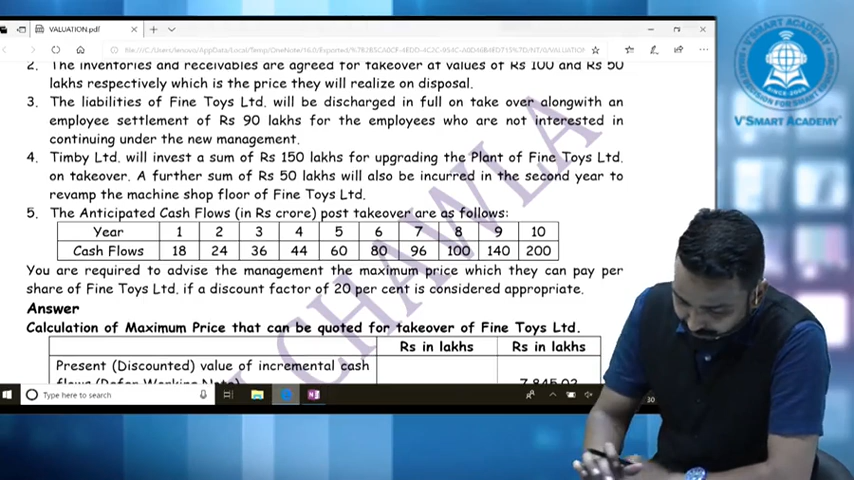 VALUATION.pdf
2. The inventories and receivables are agreed for takeover at values of Rs 100 and Rs 50
lakhs respectively which is the price they will realize on disposal.
3. The liabilities of Fine Toys Ltd. will be discharged in full on take over alongwith an
employee settlement of Rs 90 lakhs for the employees who are not interested in
continuing under the new management.
4. Timby Ltd. will invest a sum of Rs 150 lakhs for upgrading the Plant of Fine Toys Ltd.
on takeover. A further sum of Rs 50 lakhs will also be incurred in the second year to
revamp the machine shop floor of Fine Toys Ltd.
5. The Anticipated Cash Flows (in Rs crore) post takeover are as follows:
Year 1 2 3 4 5 6 7 8 9 10
Cash Flows 18 24 36 44 60 80 96 100 140 200
You are required to advise the management the maximum price which they can pay per
share of Fine Toys Ltd. if a discount factor of 20 per cent is considered appropriate.
Answer
Calculation of Maximum Price that can be quoted for takeover of Fine Toys Ltd.
Rs in lakhs Rs in lakhs
Present (Discounted) value of incremental cash
flows (Refer Working Note) 7,845.02
Type here to search
CHAWLA
V'SMART ACADEMY
SINCE-2008
V'SMART ACADEMY